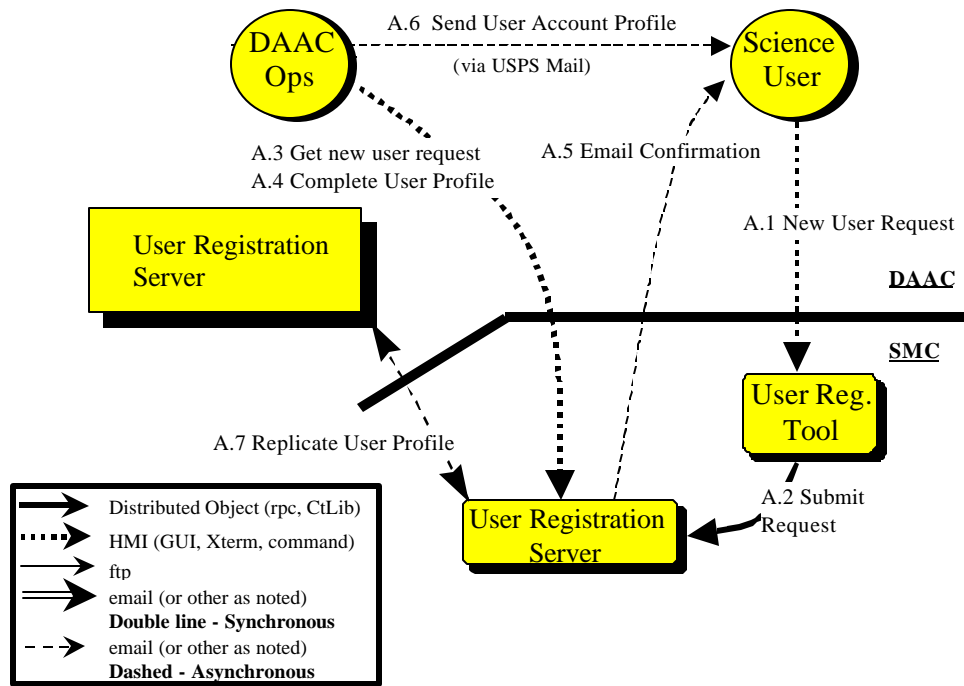 DAAC
Ops
A.6 Send User Account Profile
(via USPS Mail)
Science
User
A.3 Get new user request
A.4 Complete User Profile
A.5 Email Confirmation
A.1 New User Request
User Registration
Server
DAAC
SMC
User Reg.
Tool
A.7 Replicate User Profile
A.2 Submit
Request
User Registration
Server
Distributed Object (rpc, CtLib)
HMI (GUI, Xterm, command)
ftp
email (or other as noted)
Double line - Synchronous
email (or other as noted)
Dashed - Asynchronous